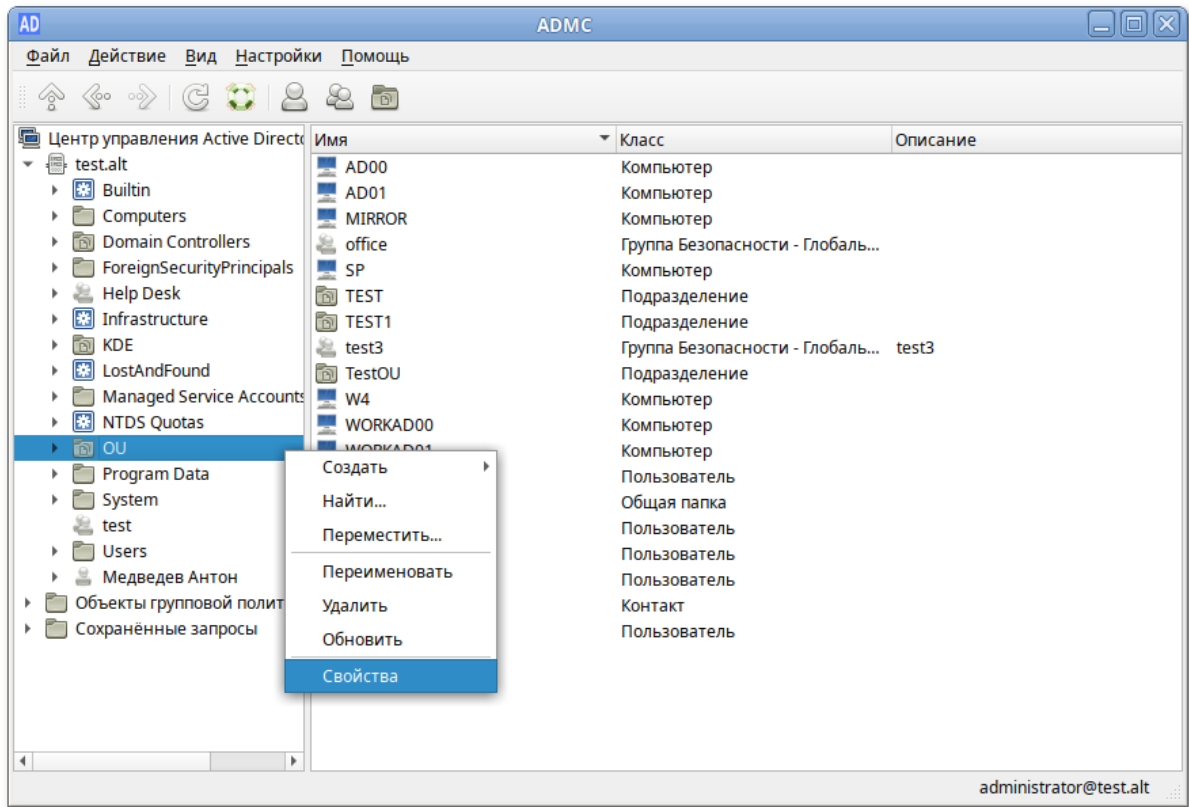 AD ADMC
Файл Действие Вид Настройки Помощь
Центр управления Active Directo
test.alt
Builtin
Computers
Domain Controllers
ForeignSecurityPrincipals
Help Desk
Infrastructure
KDE
LostAndFound
Managed Service Accounts
NTDS Quotas
OU
Program Data
System
test
Users
Медведев Антон
Объекты групповой полит
Сохранённые запросы
Имя Класс Описание
AD00 Компьютер
AD01 Компьютер
MIRROR Компьютер
office Группа Безопасности - Глобаль...
SP Компьютер
TEST Подразделение
TEST1 Подразделение
test3 Группа Безопасности - Глобаль... test3
TestOU Подразделение
W4 Компьютер
WORKAD00 Компьютер
WORKAD01 Компьютер
Пользователь
Общая папка
Пользователь
Пользователь
Пользователь
Контакт
Пользователь
Создать
Найти...
Переместить...
Переименовать
Удалить
Обновить
Свойства
administrator@test.alt